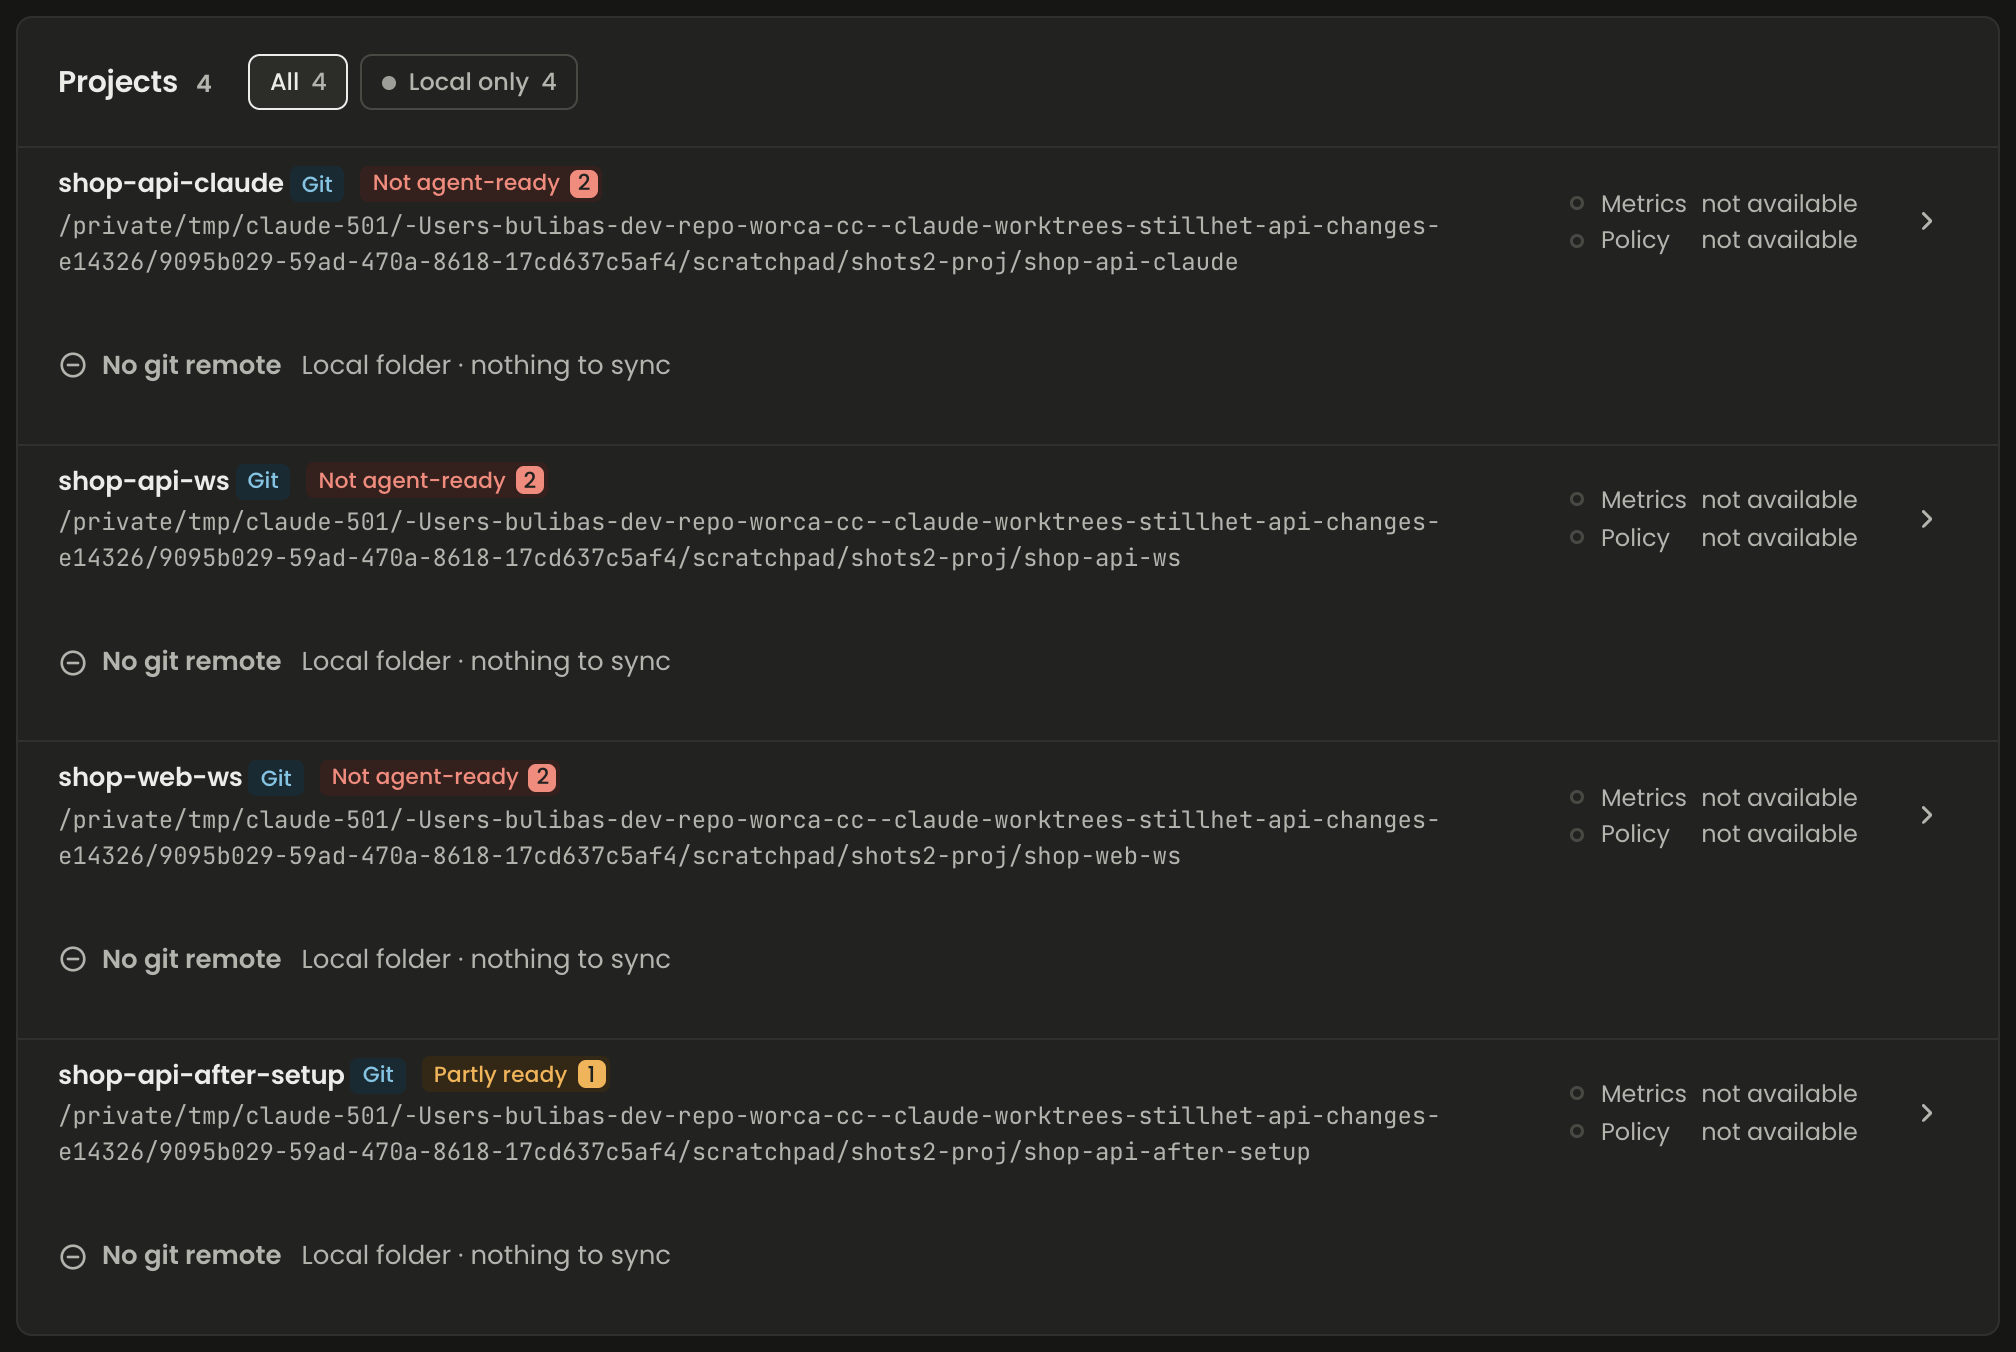 Projects 4 All 4 Local only 4
shop-api-claude Git Not agent-ready 2
/private/tmp/claude-501/-Users-bulibas-dev-repo-worca-cc--claude-worktrees-stillhet-api-changes-
e14326/9095b029-59ad-470a-8618-17cd637c5af4/scratchpad/shots2-proj/shop-api-claude
Metrics not available
Policy not available
No git remote Local folder · nothing to sync
shop-api-ws Git Not agent-ready 2
/private/tmp/claude-501/-Users-bulibas-dev-repo-worca-cc--claude-worktrees-stillhet-api-changes-
e14326/9095b029-59ad-470a-8618-17cd637c5af4/scratchpad/shots2-proj/shop-api-ws
Metrics not available
Policy not available
No git remote Local folder · nothing to sync
shop-web-ws Git Not agent-ready 2
/private/tmp/claude-501/-Users-bulibas-dev-repo-worca-cc--claude-worktrees-stillhet-api-changes-
e14326/9095b029-59ad-470a-8618-17cd637c5af4/scratchpad/shots2-proj/shop-web-ws
Metrics not available
Policy not available
No git remote Local folder · nothing to sync
shop-api-after-setup Git Partly ready 1
/private/tmp/claude-501/-Users-bulibas-dev-repo-worca-cc--claude-worktrees-stillhet-api-changes-
e14326/9095b029-59ad-470a-8618-17cd637c5af4/scratchpad/shots2-proj/shop-api-after-setup
Metrics not available
Policy not available
No git remote Local folder · nothing to sync